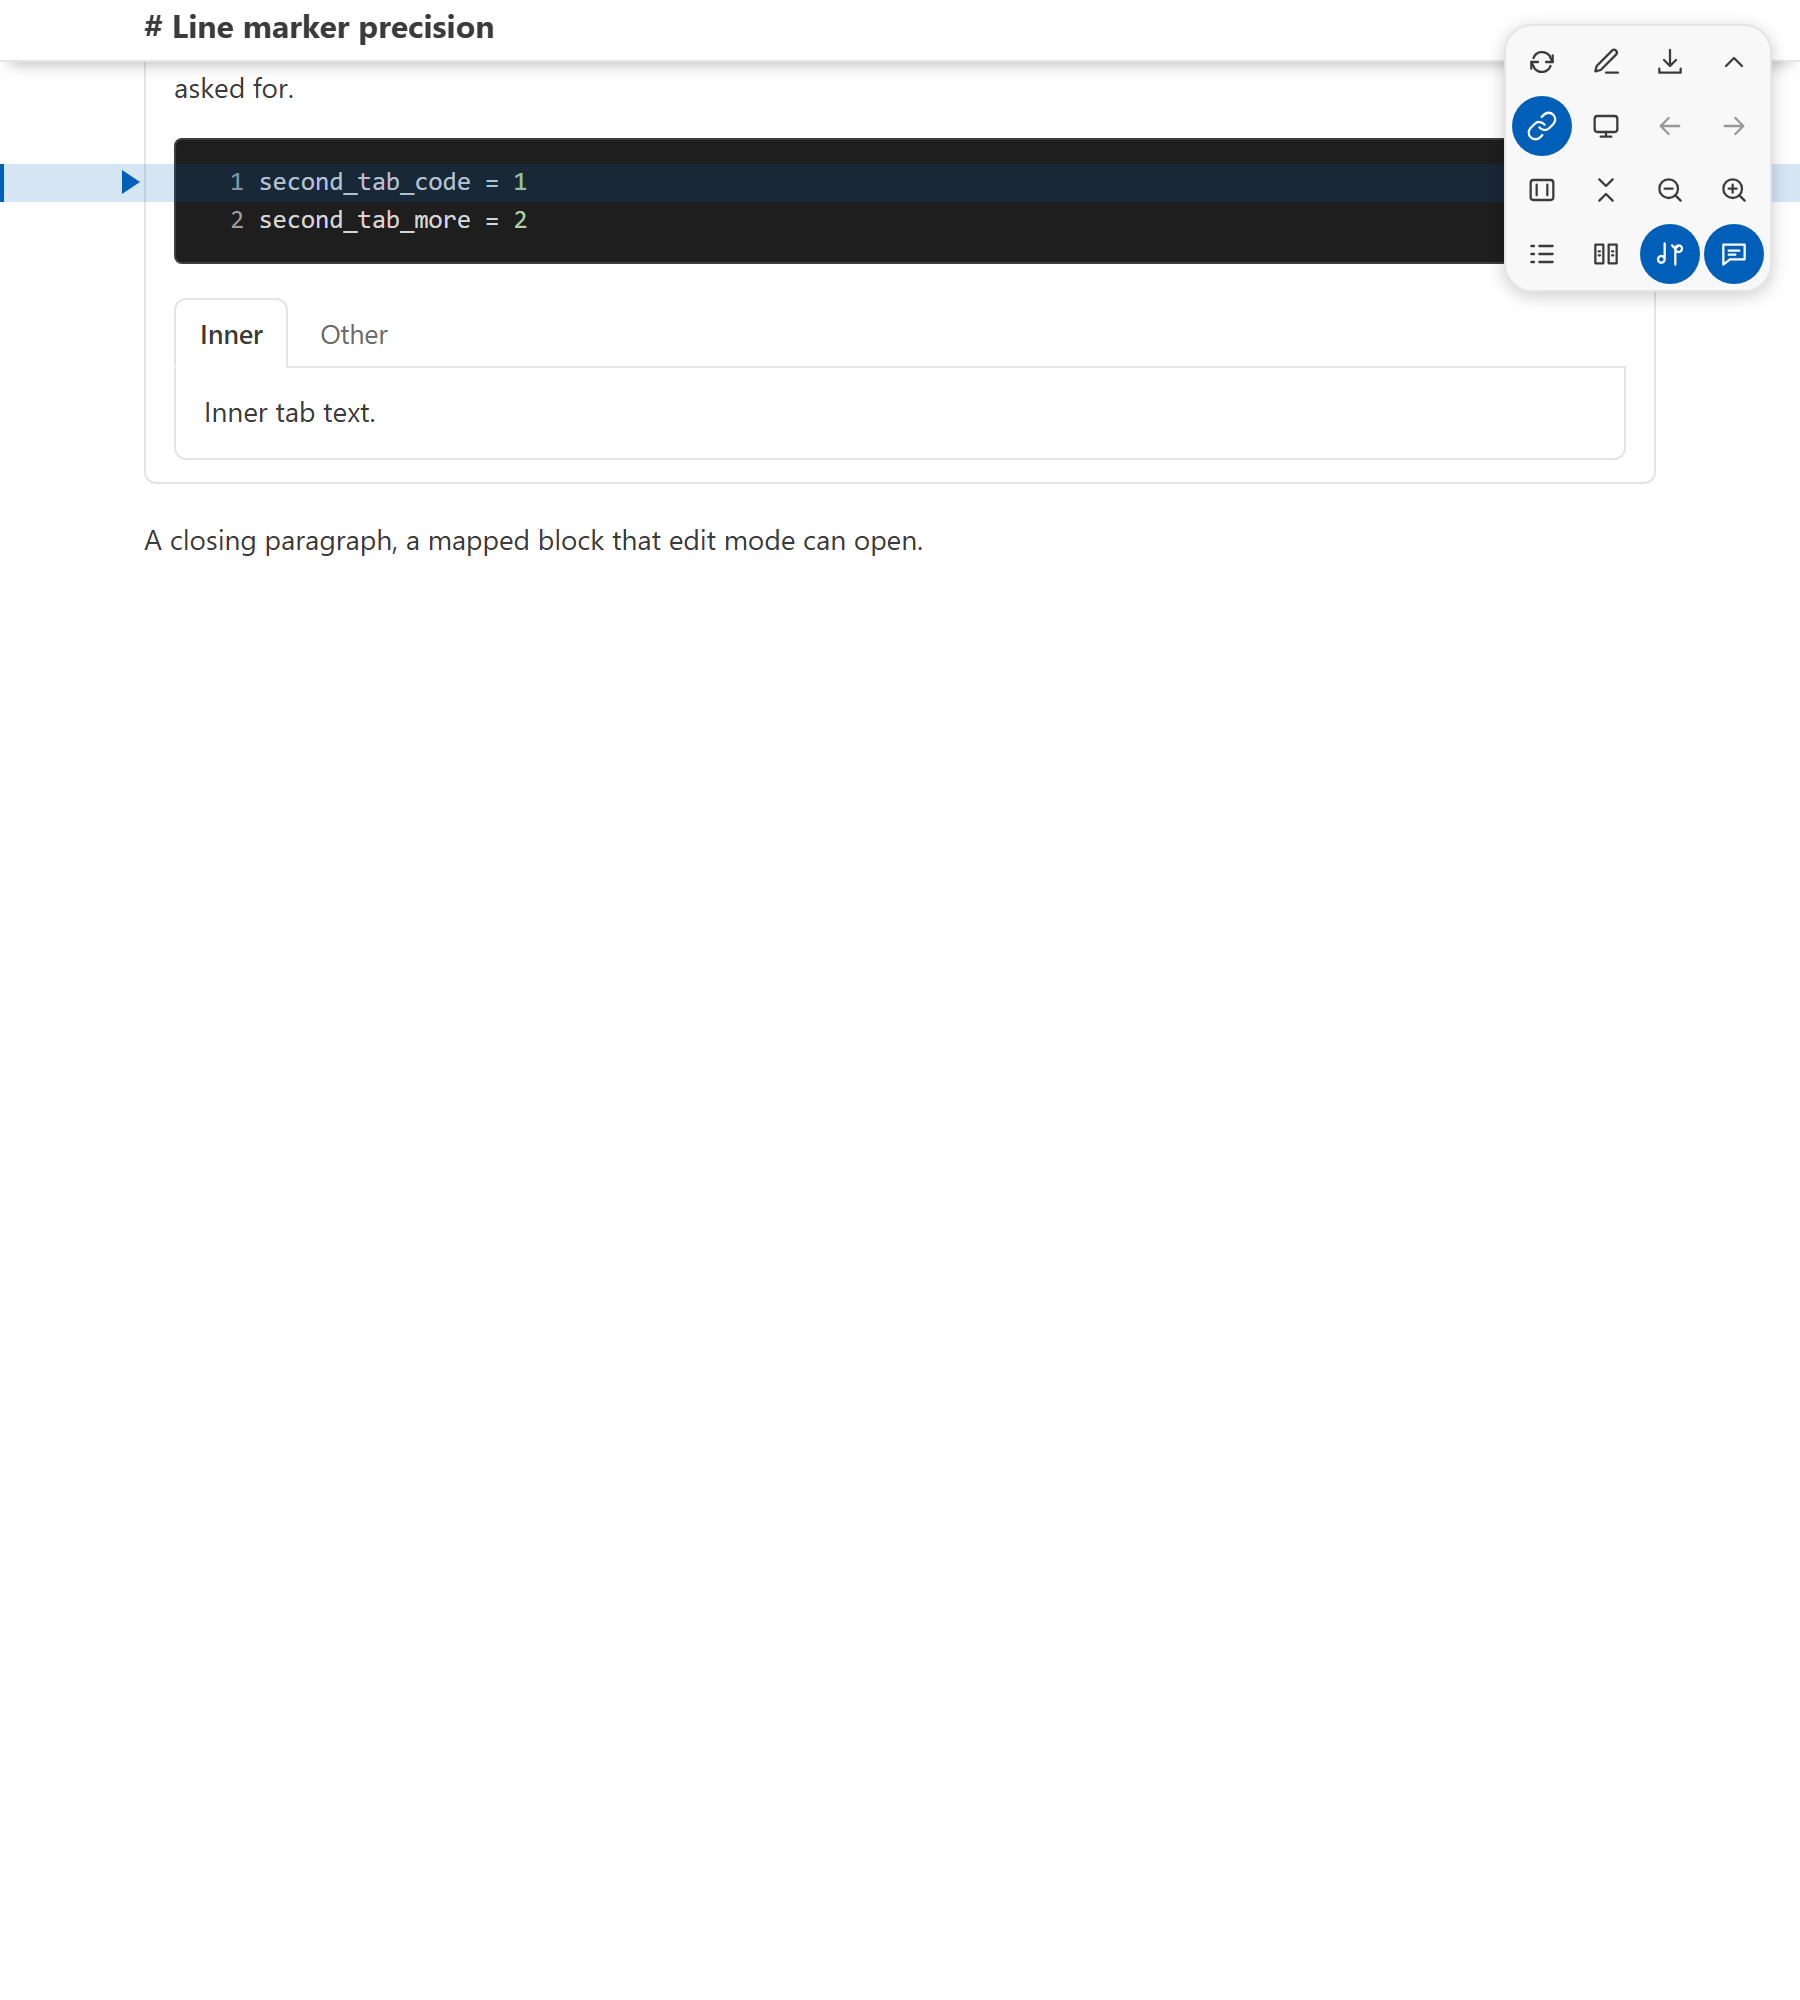 # Line marker precision
asked for.
1 second_tab_code = 1
2 second_tab_more = 2
Inner Other
Inner tab text.
A closing paragraph, a mapped block that edit mode can open.